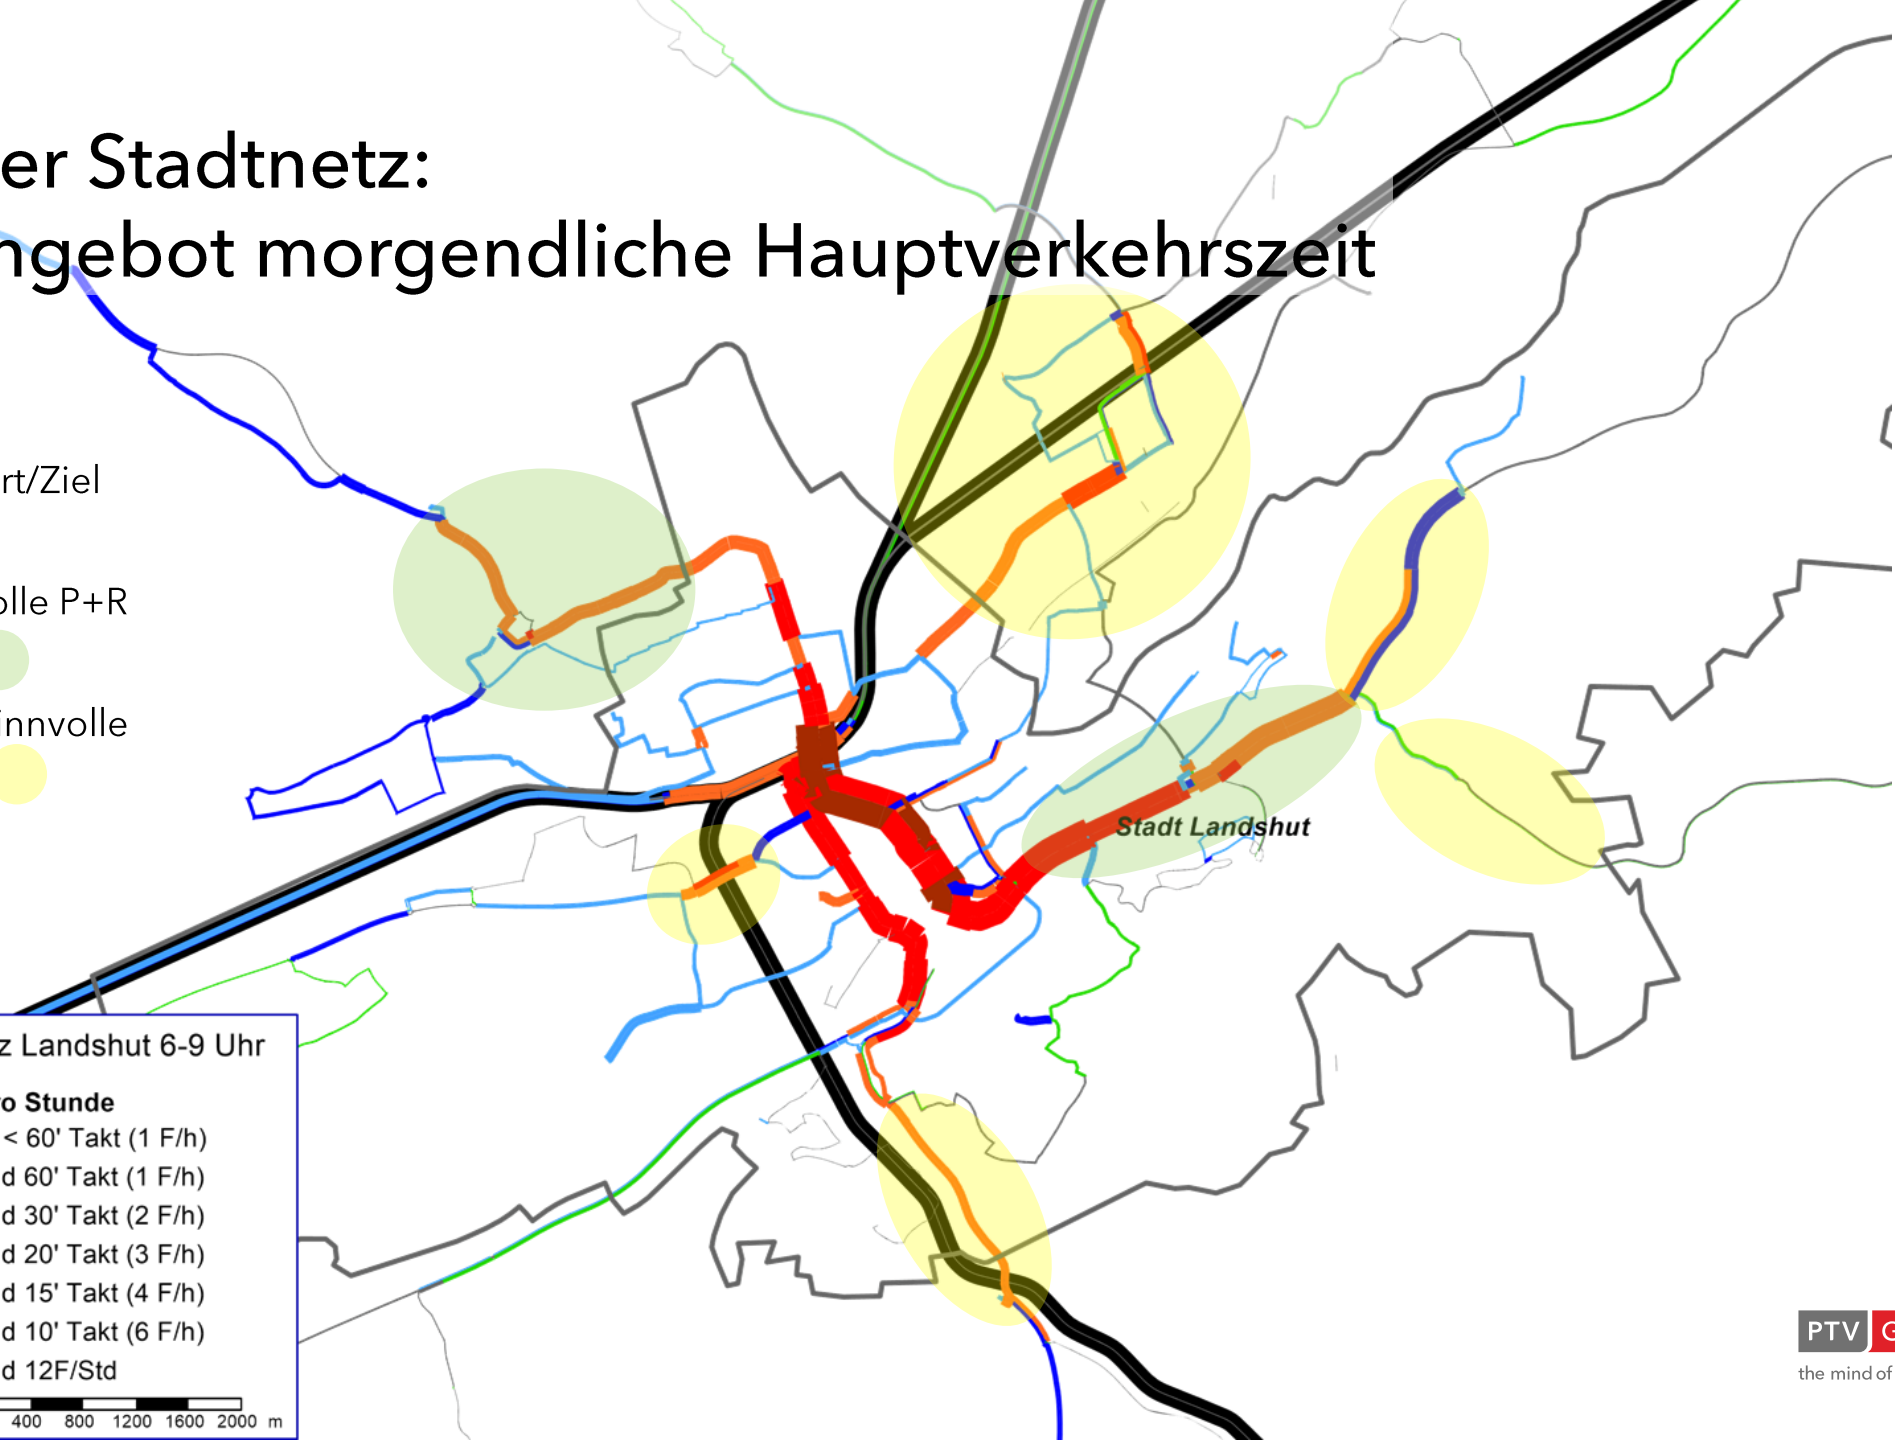 er Stadtnetz:
ngebot morgendliche Hauptverkehrszeit
rt/Ziel
olle P+R
innvolle
Stadt Landshut
z Landshut 6-9 Uhr
ro Stunde
< 60' Takt (1 F/h)
d 60' Takt (1 F/h)
d 30' Takt (2 F/h)
d 20' Takt (3 F/h)
d 15' Takt (4 F/h)
d 10' Takt (6 F/h)
d 12F/Std
400 800 1200 1600 2000 m
PTV G
the mind of